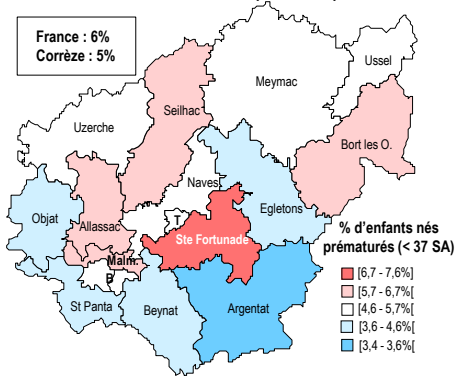 France : 6%
Corrèze : 5%
Ussel
Meymac
Seilhac
Uzerche
Bort les O.
Naves
Egletons
Objat
Allassac
T
Ste Fortunade
Malm.
B
St Panta
Beynat
Argentat
% d'enfants nés
prématurés (< 37 SA)
[6,7 - 7,6%]
[5,7 - 6,7%[
[4,6 - 5,7%[
[3,6 - 4,6%[
[3,4 - 3,6%[